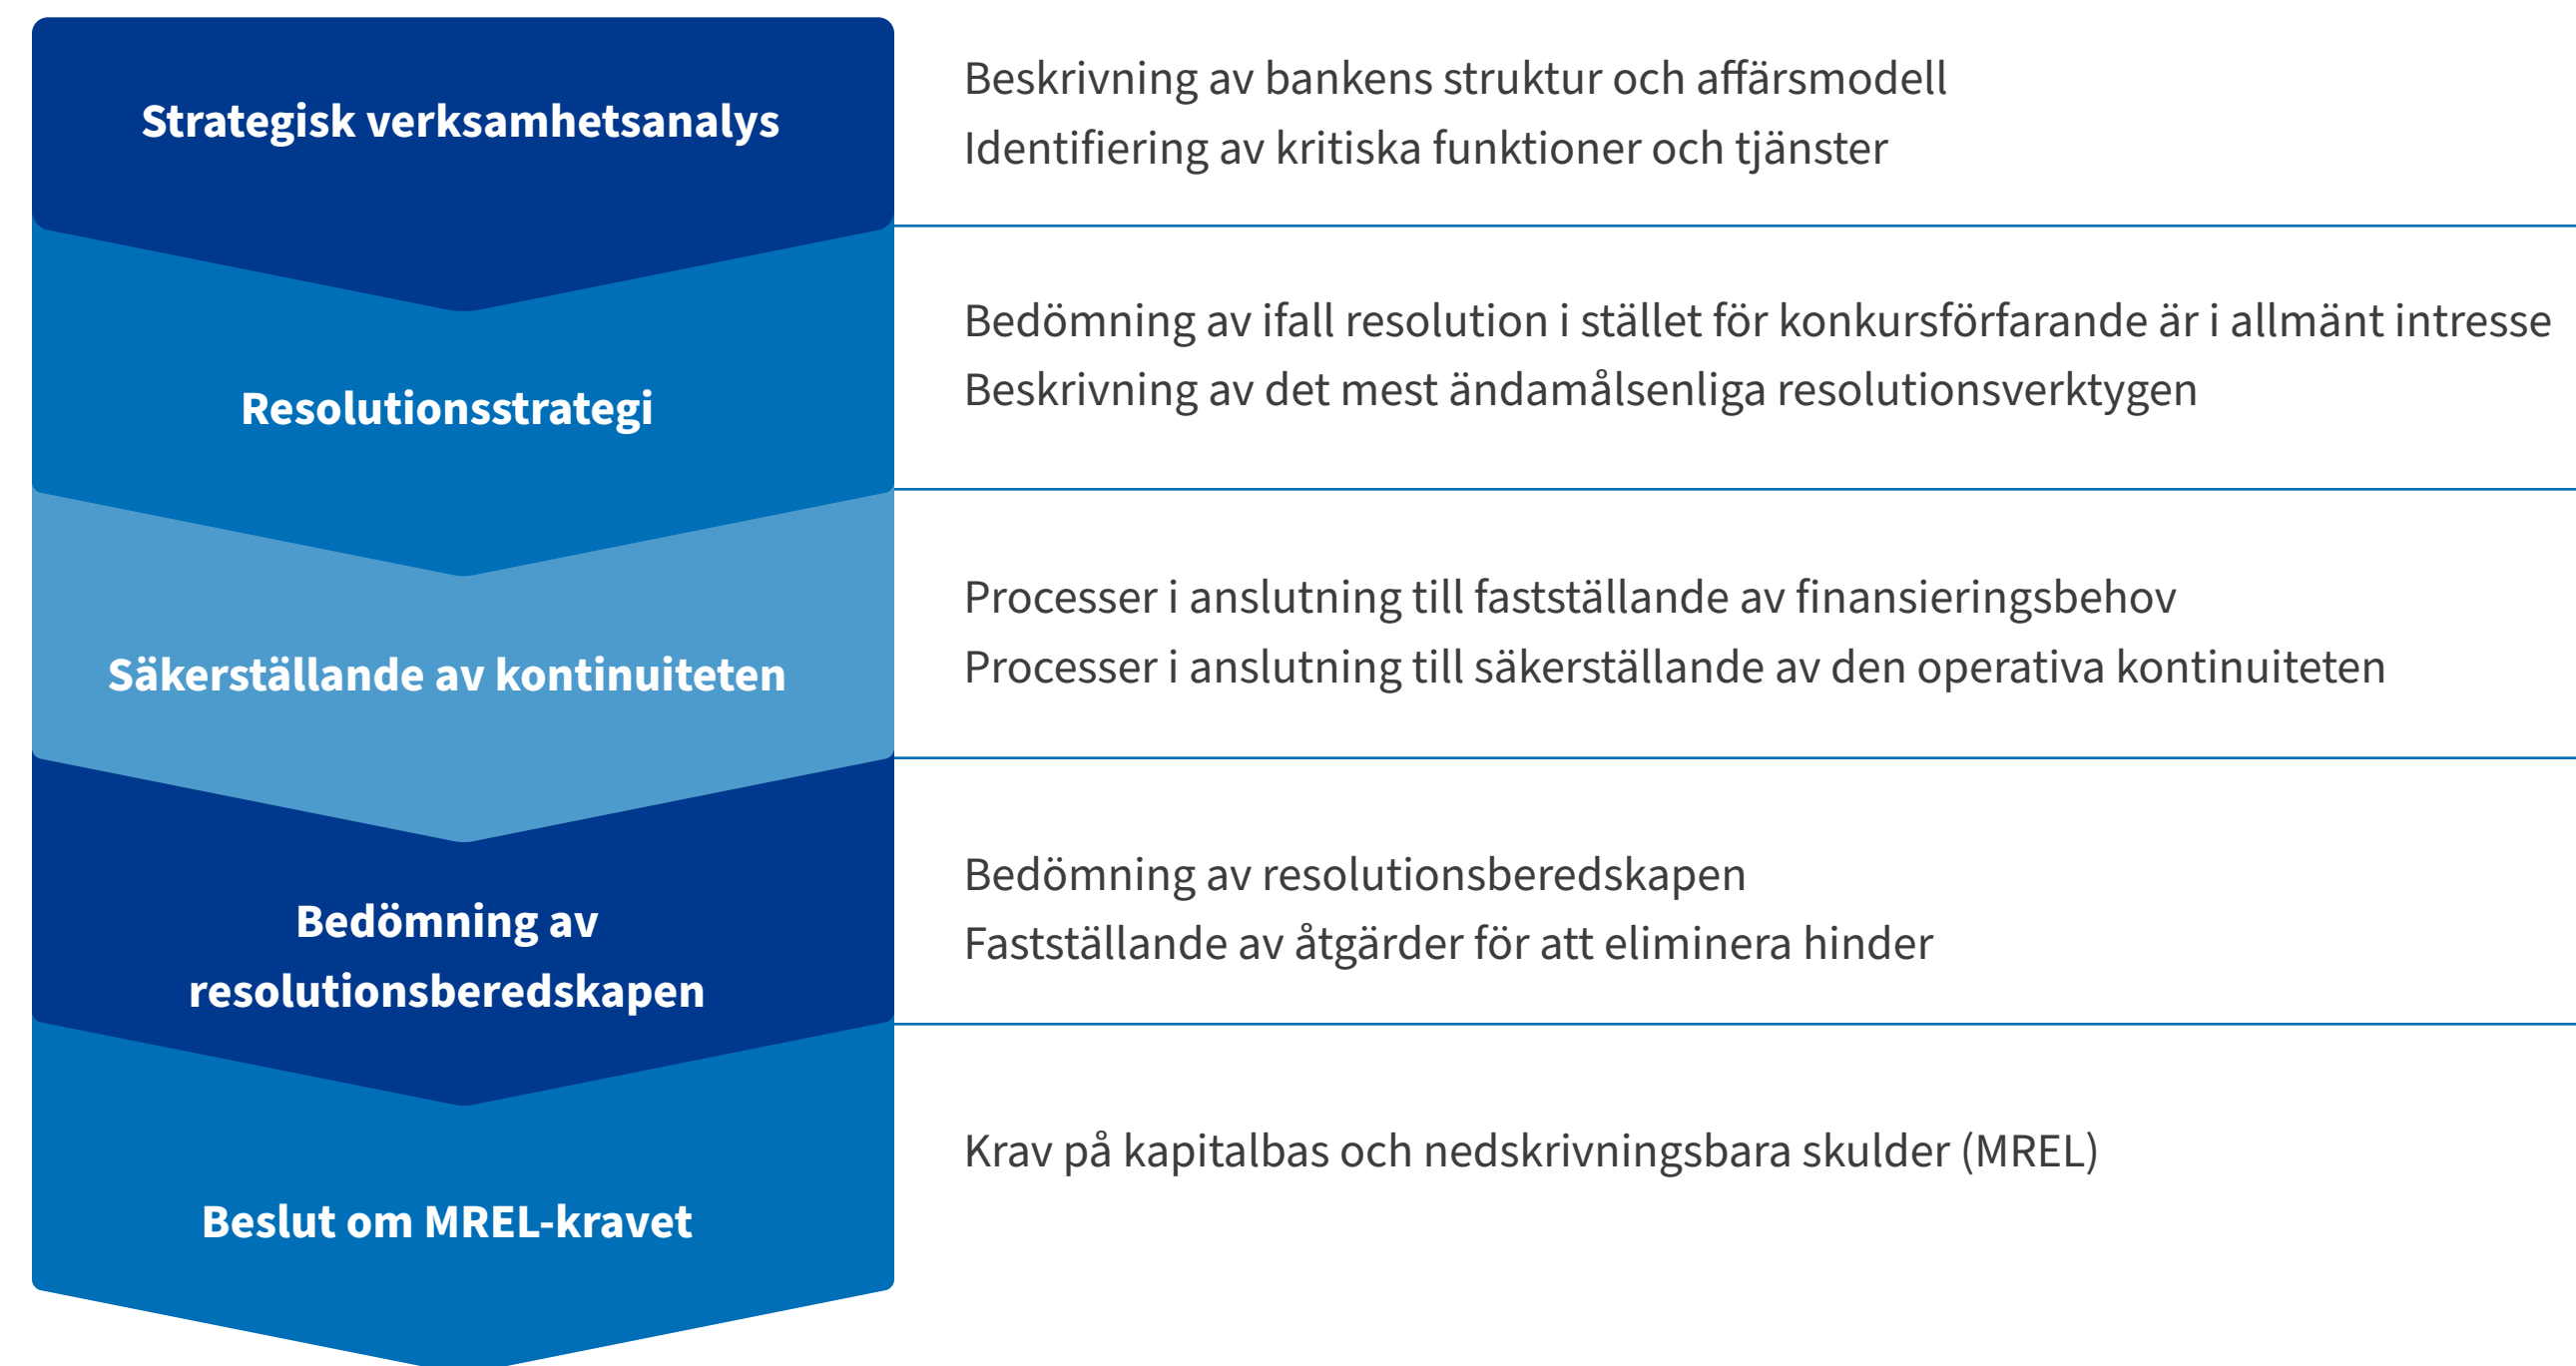 Strategisk verksamhetsanalys
Beskrivning av bankens struktur och affärsmodell
Identifiering av kritiska funktioner och tjänster
Resolutionsstrategi
Bedömning av ifall resolution i stället för konkursförfarande är i allmänt intresse
Beskrivning av det mest ändamålsenliga resolutionsverktygen
Säkerställande av kontinuiteten
Processer i anslutning till fastställande av finansieringsbehov
Processer i anslutning till säkerställande av den operativa kontinuiteten
Bedömning av
resolutionsberedskapen
Bedömning av resolutionsberedskapen
Fastställande av åtgärder för att eliminera hinder
Beslut om MREL-kravet
Krav på kapitalbas och nedskrivningsbara skulder (MREL)